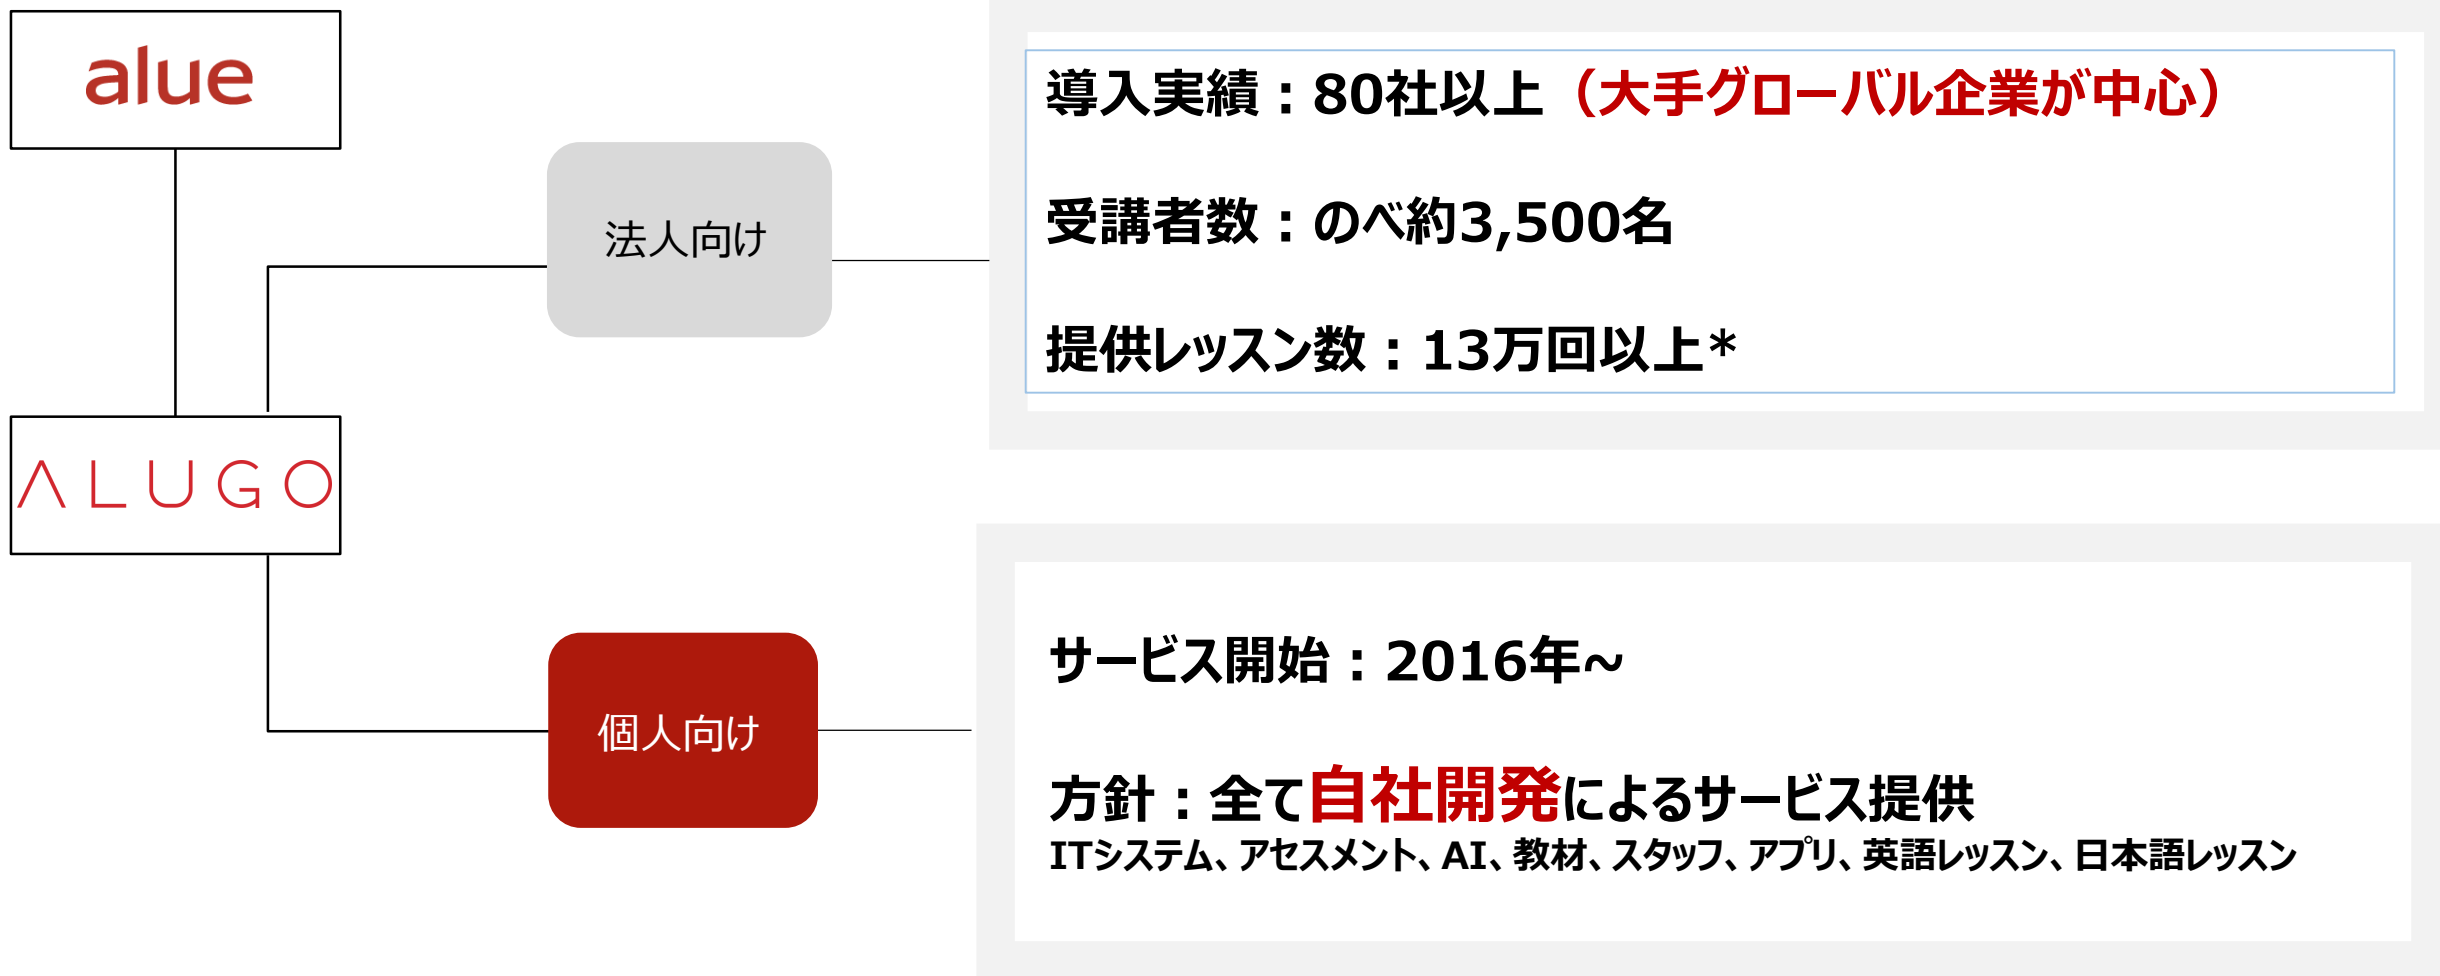 alue
法人向け
導入実績：80社以上（大手グローバル企業が中心）
受講者数：のべ約3,500名
提供レッスン数：13万回以上*
ALUGO
個人向け
サービス開始：2016年~
方針：全て自社開発によるサービス提供
ITシステム、アセスメント、AI、教材、スタッフ、アプリ、英語レッスン、日本語レッスン